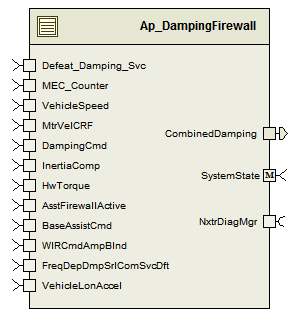 Ap_DampingFirewall
Defeat_Damping_Svc
MEC_Counter
VehicleSpeed
MtrVelCRF
DampingCmd
InertiaComp
HwTorque
AsstFirewallActive
BaseAssistCmd
WIRCmdAmpBlnd
FreqDepDmpSrlComSvcDft
VehicleLonAccel
CombinedDamping
SystemState
M
NxtrDiagMgr